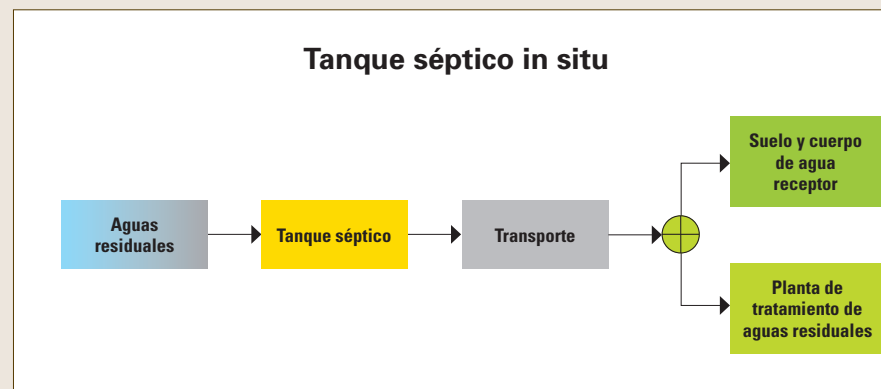 Tanque séptico in situ
Aguas
residuales
Tanque séptico
Transporte
Suelo y cuerpo
de agua
receptor
Planta de
tratamiento de
aguas residuales